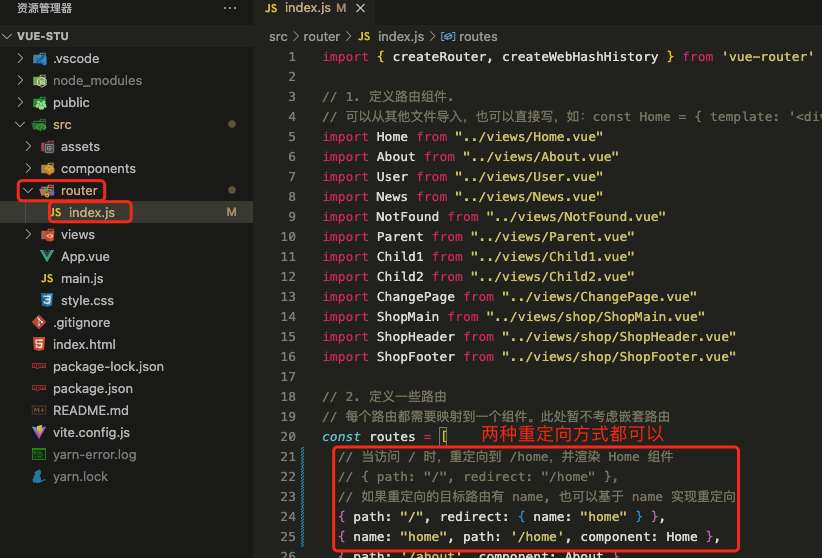 资源管理器
···
JS index.js M ×
VUE-STU
src > router > JS index.js > routes
.vscode
node_modules
public
src
assets
components
router
JS index.js M
views
App.vue
JS main.js
style.css
.gitignore
index.html
package-lock.json
package.json
README.md
vite.config.js
yarn-error.log
yarn.lock
1 import { createRouter, createWebHashHistory } from 'vue-router'
2
3 // 1. 定义路由组件.
4 // 可以从其他文件导入，也可以直接写，如：const Home = { template: '<div
5 import Home from "../views/Home.vue"
6 import About from "../views/About.vue"
7 import User from "../views/User.vue"
8 import News from "../views/News.vue"
9 import NotFound from "../views/NotFound.vue"
10 import Parent from "../views/Parent.vue"
11 import Child1 from "../views/Child1.vue"
12 import Child2 from "../views/Child2.vue"
13 import ChangePage from "../views/ChangePage.vue"
14 import ShopMain from "../views/shop/ShopMain.vue"
15 import ShopHeader from "../views/shop/ShopHeader.vue"
16 import ShopFooter from "../views/shop/ShopFooter.vue"
17
18 // 2. 定义一些路由
19 // 每个路由都需要映射到一个组件。此处暂不考虑嵌套路由
20 const routes = [ 两种重定向方式都可以
21 // 当访问 / 时，重定向到 /home，并渲染 Home 组件
22 // { path: "/", redirect: "/home" },
23 // 如果重定向的目标路由有 name，也可以基于 name 实现重定向
24 { path: "/", redirect: { name: "home" } },
25 { name: "home", path: '/home', component: Home },
26 { path: '/about', component: About },